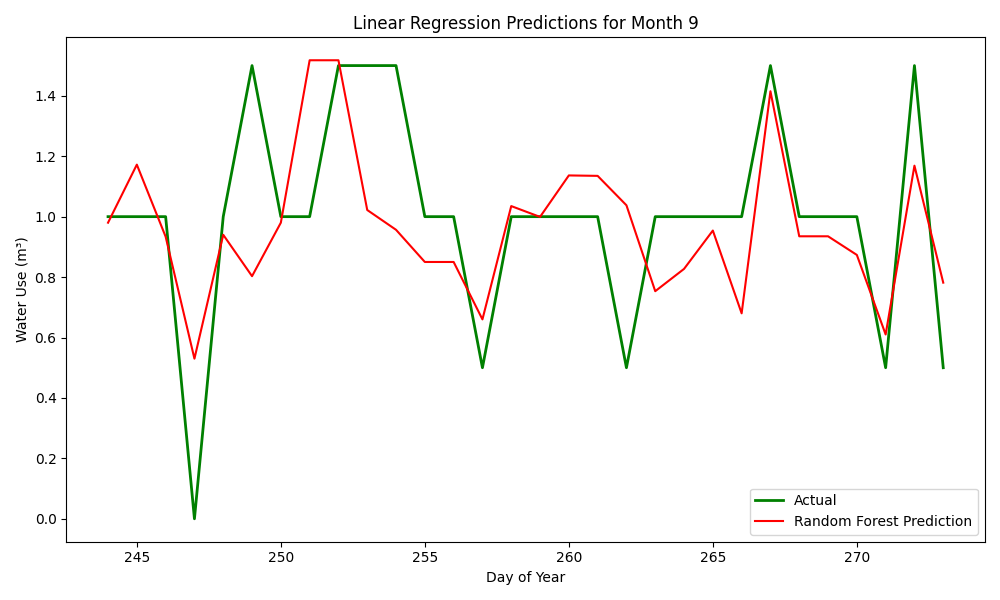 Linear Regression Predictions for Month 9
Water Use (m³)
1.4
1.2
1.0
0.8
0.6
0.4
0.2
0.0
245 250 255 260 265 270
Day of Year
Actual
Random Forest Prediction